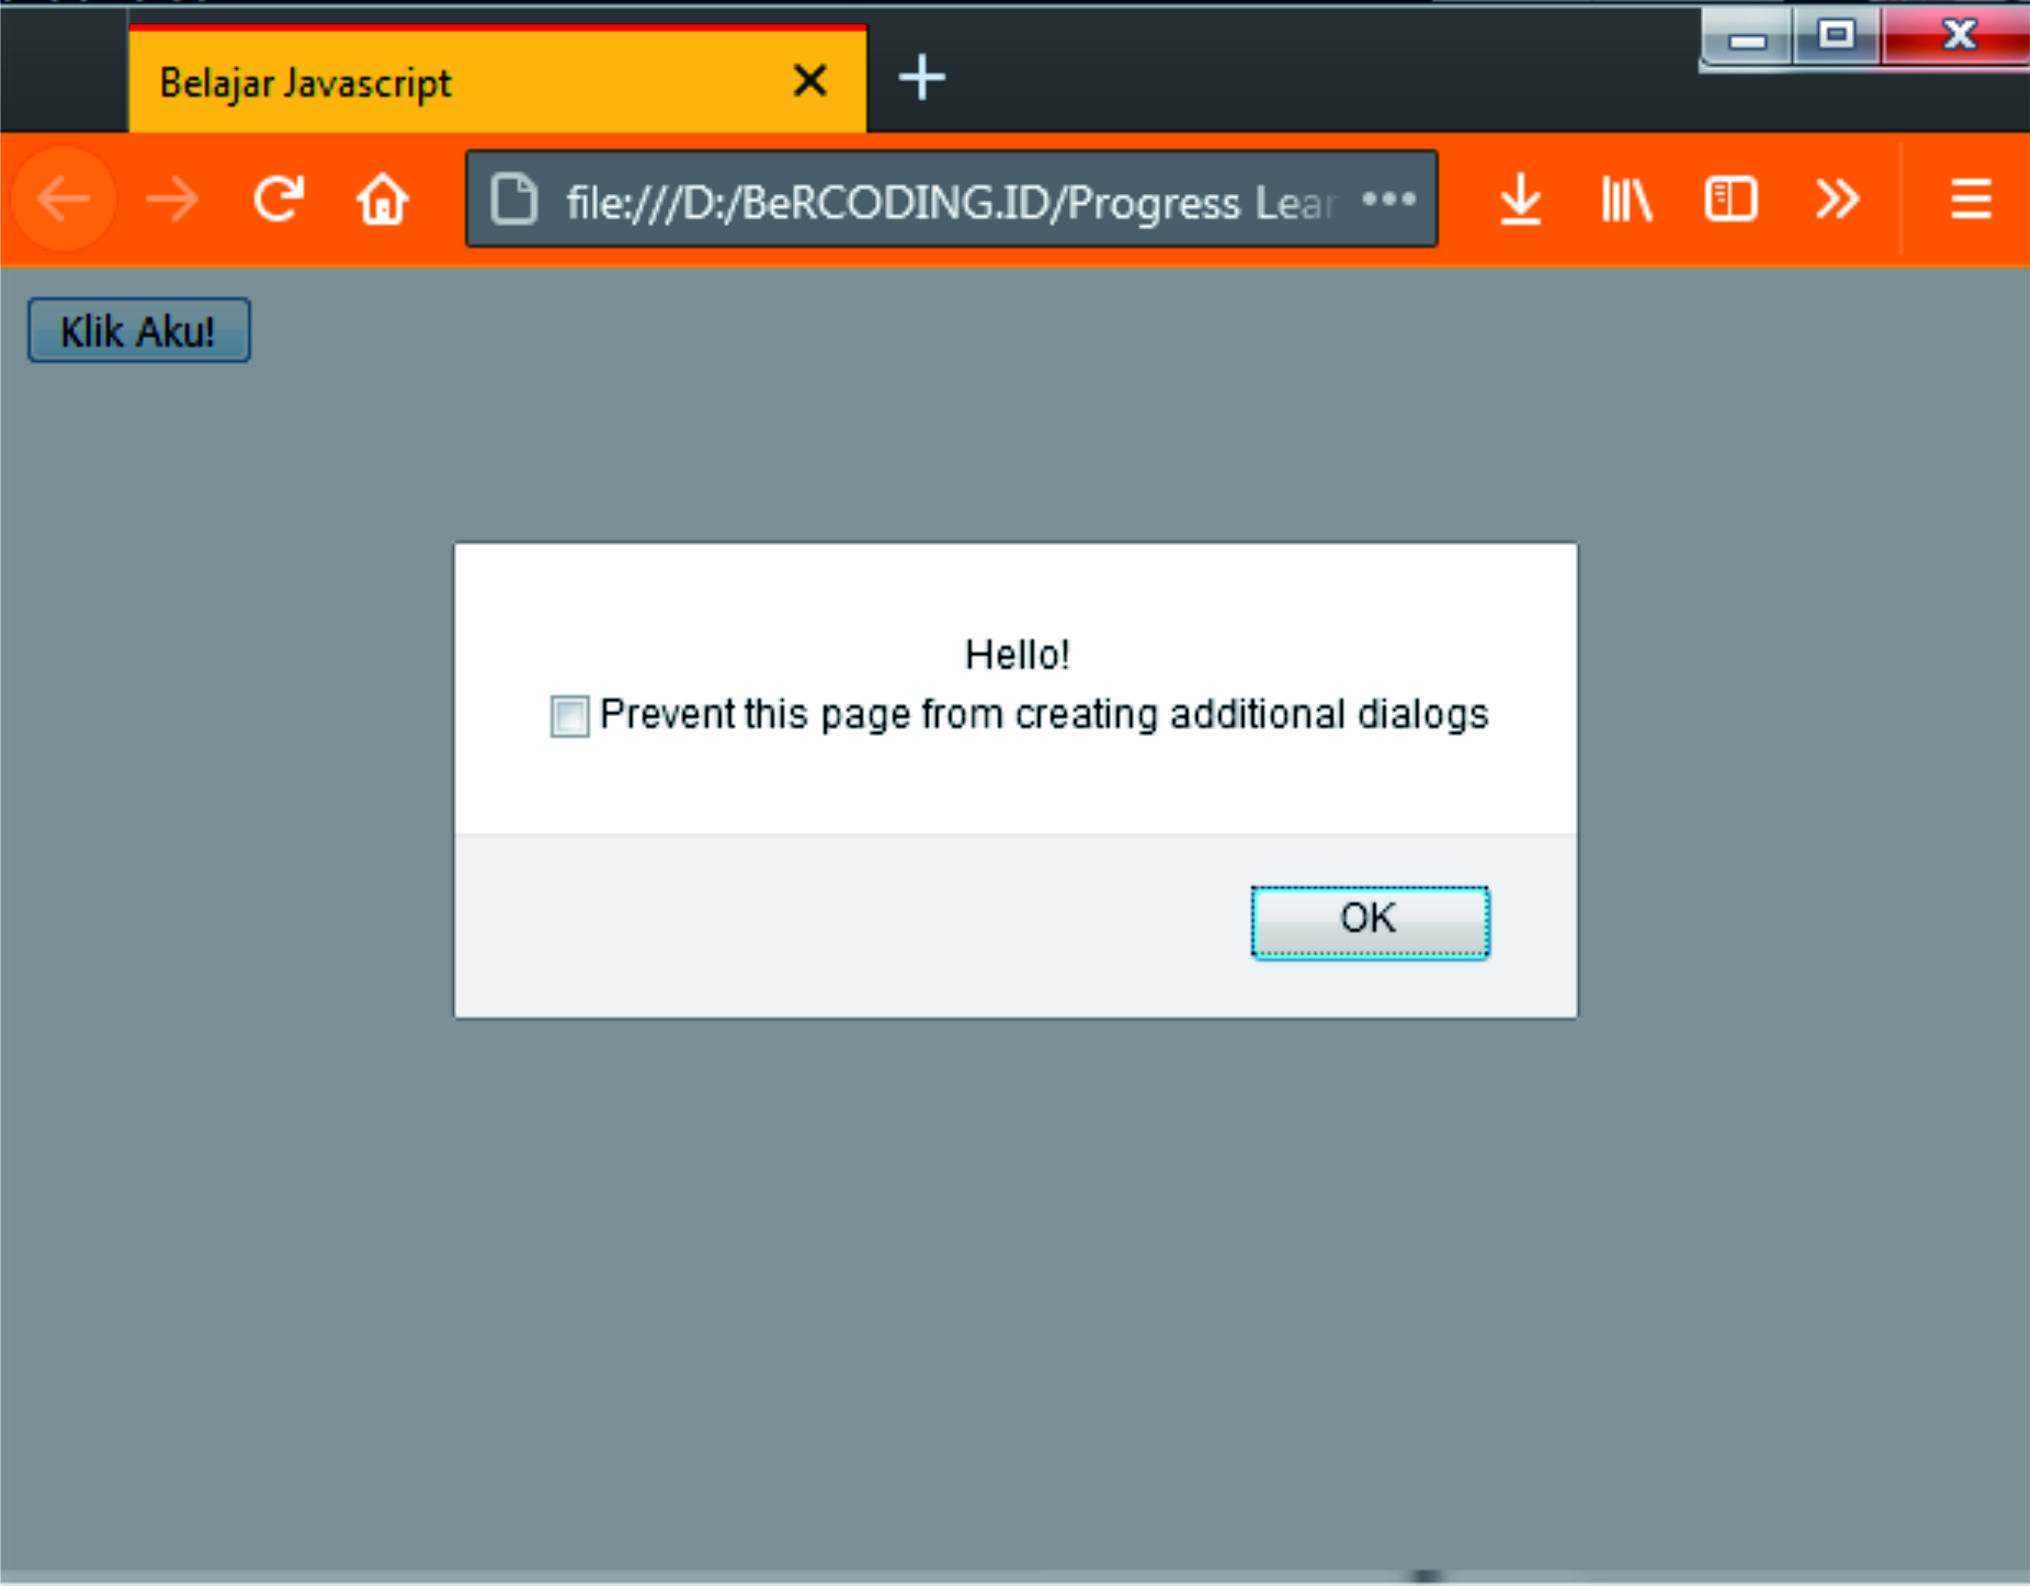 Belajar Javascript
file:///D:/BeRCODING.ID/Progress Lear
Klik Aku!
Hello!
Prevent this page from creating additional dialogs
OK